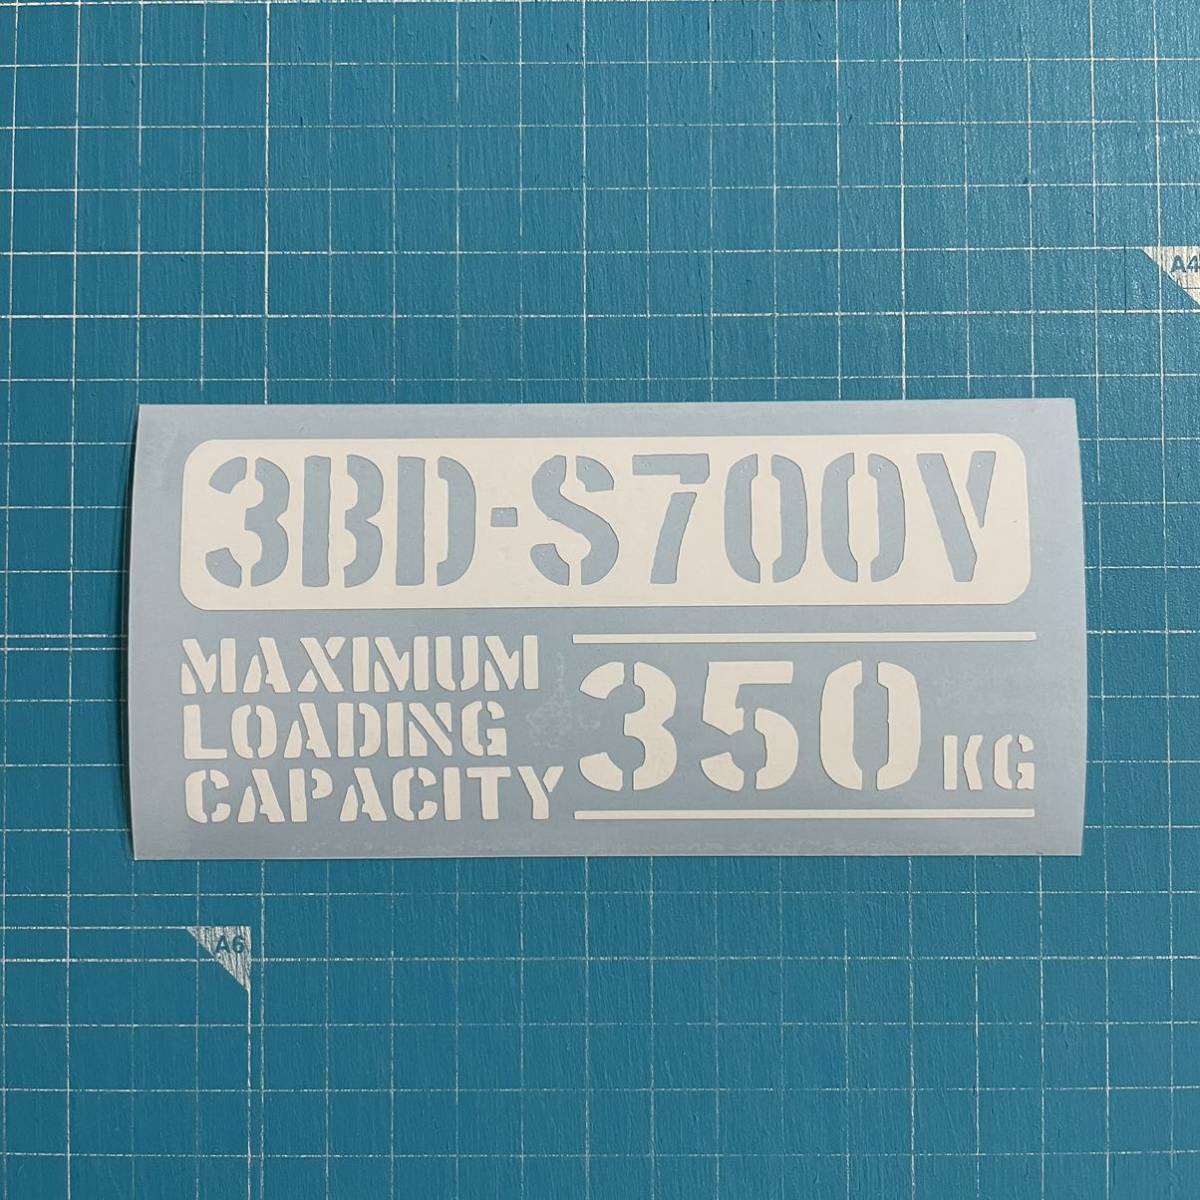 A4
3BD-S700V
MAXIMUM
LOADING
CAPACITY
350 KG
A6